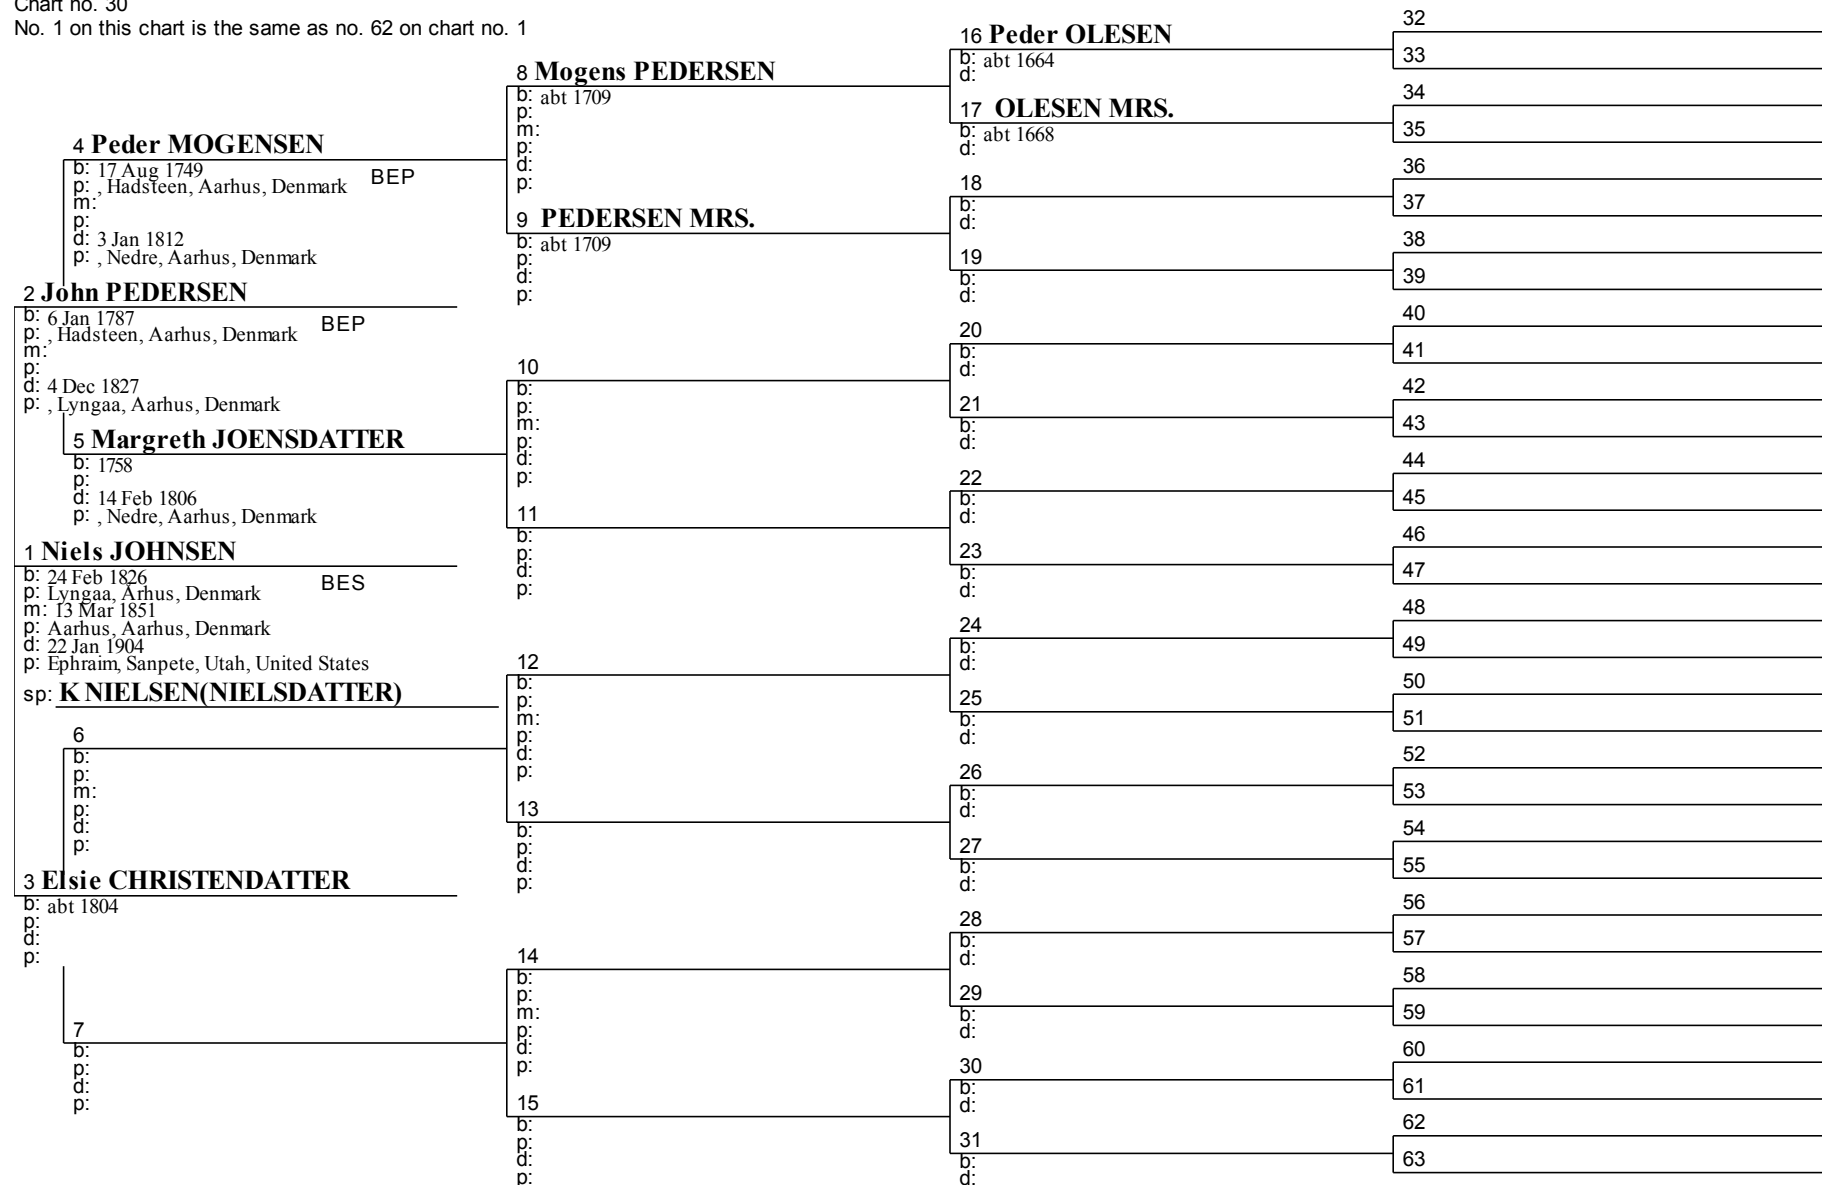 Chart no. 30
No. 1 on this chart is the same as no. 62 on chart no. 1
4 Peder MOGENSEN
b: 17 Aug 1749
BEP
p: , Hadsteen, Aarhus, Denmark
m:
p:
d: 3 Jan 1812
p: , Nedre, Aarhus, Denmark
2 John PEDERSEN
b: 6 Jan 1787
BEP
p: , Hadsteen, Aarhus, Denmark
m:
p:
d: 4 Dec 1827
p: , Lyngaa, Aarhus, Denmark
5 Margreth JOENSDATTER
b: 1758
p:
d: 14 Feb 1806
p: , Nedre, Aarhus, Denmark
1 Niels JOHNSEN
b: 24 Feb 1826
BES
p: Lyngaa, Århus, Denmark
m: 13 Mar 1851
p: Aarhus, Aarhus, Denmark
d: 22 Jan 1904
p: Ephraim, Sanpete, Utah, United States
sp: K NIELSEN(NIELSDATTER)
6
b:
p:
m:
p:
d:
p:
3 Elsie CHRISTENDATTER
b: abt 1804
p:
d:
p:
7
b:
p:
d:
p:
8 Mogens PEDERSEN
b: abt 1709
p:
m:
p:
d:
p:
9 PEDERSEN MRS.
b: abt 1709
p:
d:
p:
10
b:
p:
m:
p:
d:
p:
11
b:
p:
d:
p:
12
b:
p:
m:
p:
d:
p:
13
b:
p:
d:
p:
14
b:
p:
m:
p:
d:
p:
15
b:
p:
d:
p:
16 Peder OLESEN
b: abt 1664
d:
17 OLESEN MRS.
b: abt 1668
d:
18
b:
d:
19
b:
d:
20
b:
d:
21
b:
d:
22
b:
d:
23
b:
d:
24
b:
d:
25
b:
d:
26
b:
d:
27
b:
d:
28
b:
d:
29
b:
d:
30
b:
d:
31
b:
d:
32
33
34
35
36
37
38
39
40
41
42
43
44
45
46
47
48
49
50
51
52
53
54
55
56
57
58
59
60
61
62
63